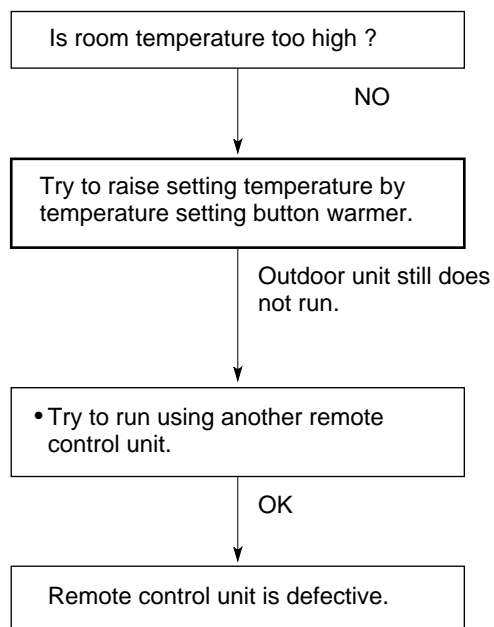 Is room temperature too high ?
NO
Try to raise setting temperature by
temperature setting button warmer.
Outdoor unit still does
not run.
• Try to run using another remote
control unit.
OK
Remote control unit is defective.